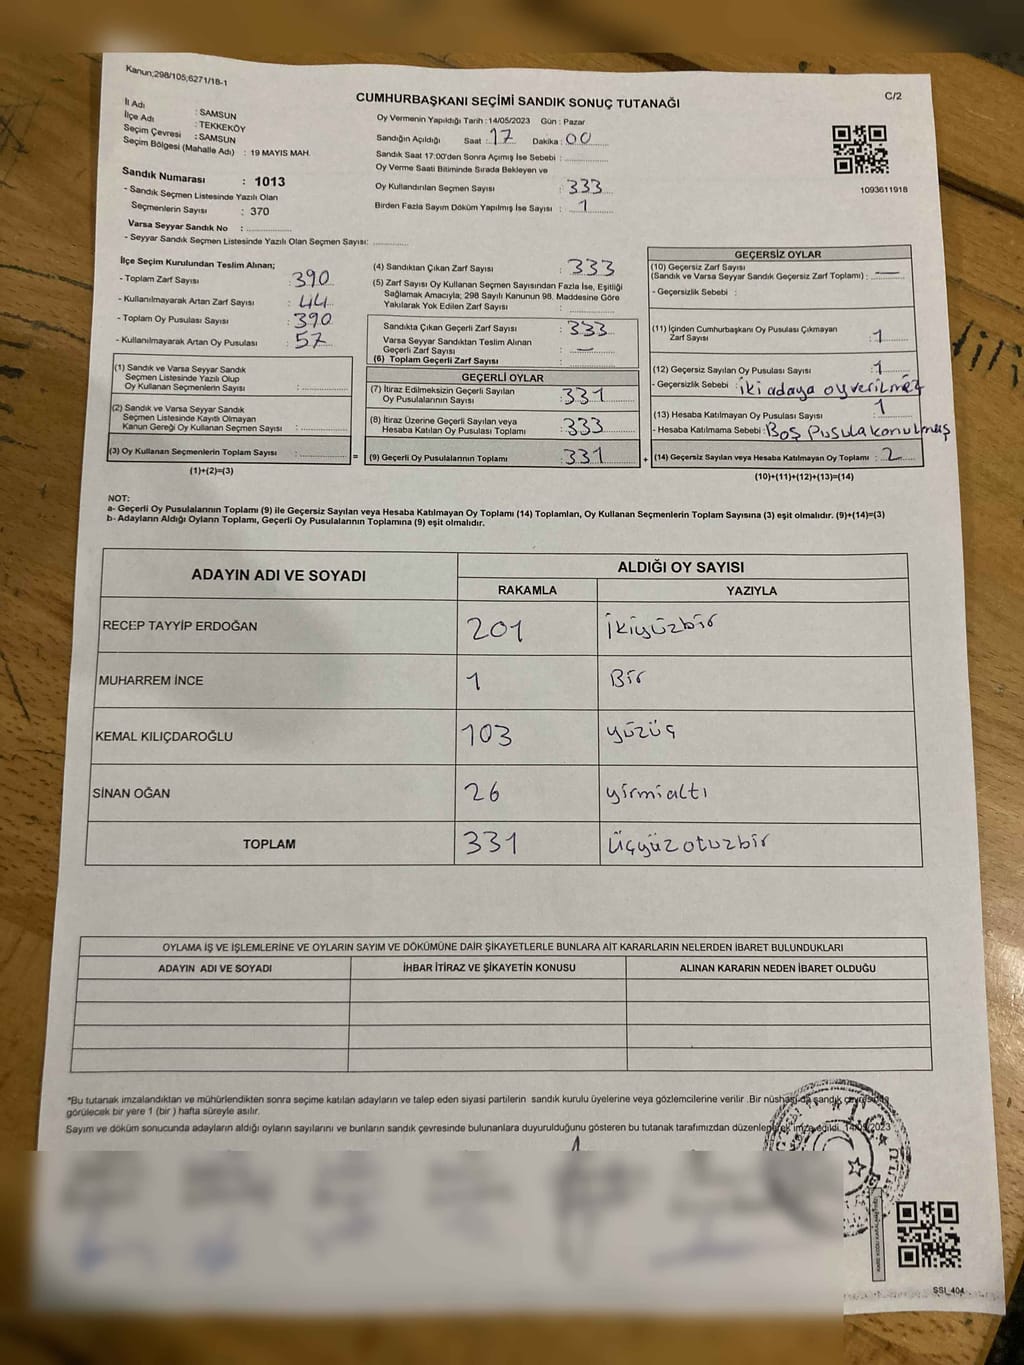 Kanun;298/105;6271/18-1
C/2
CUMHURBAŞKANI SEÇİMİ SANDIK SONUÇ TUTANAĞI
İl Adı : SAMSUN
İlçe Adı : TEKKEKÖY
Seçim Çevresi : SAMSUN
Seçim Bölgesi (Mahalle Adı) : 19 MAYIS MAH.
Sandık Numarası : 1013
- Sandık Seçmen Listesinde Yazılı Olan
Seçmenlerin Sayısı : 370
Varsa Seyyar Sandık No :
- Seyyar Sandık Seçmen Listesinde Yazılı Olan Seçmen Sayısı:
Oy Vermenin Yapıldığı Tarih : 14/05/2023 Gün : Pazar
Sandığın Açıldığı Saat : 17 Dakika : 00
Sandık Saat 17:00'den Sonra Açımış İse Sebebi :
Oy Verme Saati Bitiminde Sırada Bekleyen ve
Oy Kullandırılan Seçmen Sayısı : 333
Birden Fazla Sayım Döküm Yapılmış İse Sayısı : 1
1093611918
İlçe Seçim Kurulundan Teslim Alınan;
- Toplam Zarf Sayısı : 390
- Kullanılmayarak Artan Zarf Sayısı : 44
- Toplam Oy Pusulası Sayısı : 390
- Kullanılmayarak Artan Oy Pusulası : 57
(1) Sandık ve Varsa Seyyar Sandık
Seçmen Listesinde Yazılı Olup
Oy Kullanan Seçmenlerin Sayısı :
(2) Sandık ve Varsa Seyyar Sandık
Seçmen Listesinde Kayıtlı Olmayan
Kanun Gereği Oy Kullanan Seçmen Sayısı :
(3) Oy Kullanan Seçmenlerin Toplam Sayısı : =
(1)+(2)=(3)
(4) Sandıktan Çıkan Zarf Sayısı : 333
(5) Zarf Sayısı Oy Kullanan Seçmen Sayısından Fazla İse, Eşitliği
Sağlamak Amacıyla; 298 Sayılı Kanunun 98. Maddesine Göre
Yakılarak Yok Edilen Zarf Sayısı :
Sandıkta Çıkan Geçerli Zarf Sayısı : 333
Varsa Seyyar Sandıktan Teslim Alınan
Geçerli Zarf Sayısı : —
(6) Toplam Geçerli Zarf Sayısı :
GEÇERLİ OYLAR
(7) İtiraz Edilmeksizin Geçerli Sayılan
Oy Pusulalarının Sayısı : 331
(8) İtiraz Üzerine Geçerli Sayılan veya
Hesaba Katılan Oy Pusulası Toplamı : 333
(9) Geçerli Oy Pusulalarının Toplamı : 331 +
GEÇERSİZ OYLAR
(10) Geçersiz Zarf Sayısı
(Sandık ve Varsa Seyyar Sandık Geçersiz Zarf Toplamı) : —
- Geçersizlik Sebebi :
(11) İçinden Cumhurbaşkanı Oy Pusulası Çıkmayan
Zarf Sayısı : 1
(12) Geçersiz Sayılan Oy Pusulası Sayısı : 1
- Geçersizlik Sebebi : iki adaya oy verilmez
(13) Hesaba Katılmayan Oy Pusulası Sayısı : 1
- Hesaba Katılmama Sebebi : Boş Pusula konulmuş
(14) Geçersiz Sayılan veya Hesaba Katılmayan Oy Toplamı : 2
(10)+(11)+(12)+(13)=(14)
NOT:
a- Geçerli Oy Pusulalarının Toplamı (9) ile Geçersiz Sayılan veya Hesaba Katılmayan Oy Toplamı (14) Toplamları, Oy Kullanan Seçmenlerin Toplam Sayısına (3) eşit olmalıdır. (9)+(14)=(3)
b- Adayların Aldığı Oyların Toplamı, Geçerli Oy Pusulalarının Toplamına (9) eşit olmalıdır.
ADAYIN ADI VE SOYADI
ALDIĞI OY SAYISI
RAKAMLA YAZIYLA
RECEP TAYYİP ERDOĞAN 201 ikiyüzbir
MUHARREM İNCE 1 Bir
KEMAL KILIÇDAROĞLU 103 yüzüç
SİNAN OĞAN 26 yirmialtı
TOPLAM 331 üçyüzotuzbir
OYLAMA İŞ VE İŞLEMLERİNE VE OYLARIN SAYIM VE DÖKÜMÜNE DAİR ŞİKAYETLERLE BUNLARA AİT KARARLARIN NELERDEN İBARET BULUNDUKLARI
ADAYIN ADI VE SOYADI İHBAR İTİRAZ VE ŞİKAYETİN KONUSU ALINAN KARARIN NEDEN İBARET OLDUĞU
*Bu tutanak imzalandıktan ve mühürlendikten sonra seçime katılan adayların ve talep eden siyasi partilerin sandık kurulu üyelerine veya gözlemcilerine verilir .Bir nüshası da sandık çevresinde
görülecek bir yere 1 (bir ) hafta süreyle asılır.
Sayım ve döküm sonucunda adayların aldığı oyların sayılarını ve bunların sandık çevresinde bulunanlara duyurulduğunu gösteren bu tutanak tarafımızdan düzenlenerek imza edildi. 14/05/2023
SSI_404